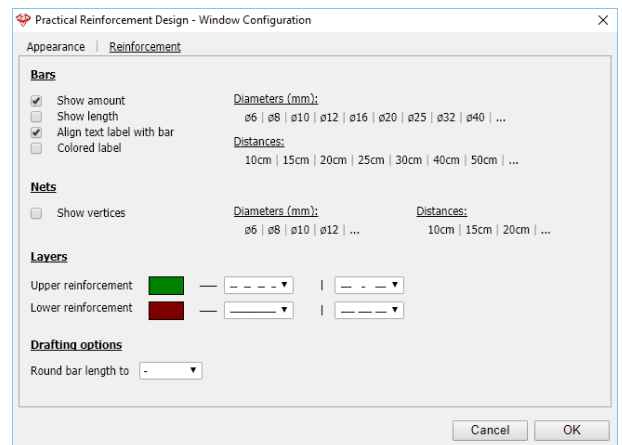 Practical Reinforcement Design - Window Configuration
Appearance | Reinforcement
Bars
Show amount
Show length
Align text label with bar
Colored label
Diameters (mm):
ø6 | ø8 | ø10 | ø12 | ø16 | ø20 | ø25 | ø32 | ø40 | ...
Distances:
10cm | 15cm | 20cm | 25cm | 30cm | 40cm | 50cm | ...
Nets
Show vertices
Diameters (mm):
ø6 | ø8 | ø10 | ø12 | ...
Distances:
10cm | 15cm | 20cm | ...
Layers
Upper reinforcement
Lower reinforcement
Drafting options
Round bar length to -
Cancel OK